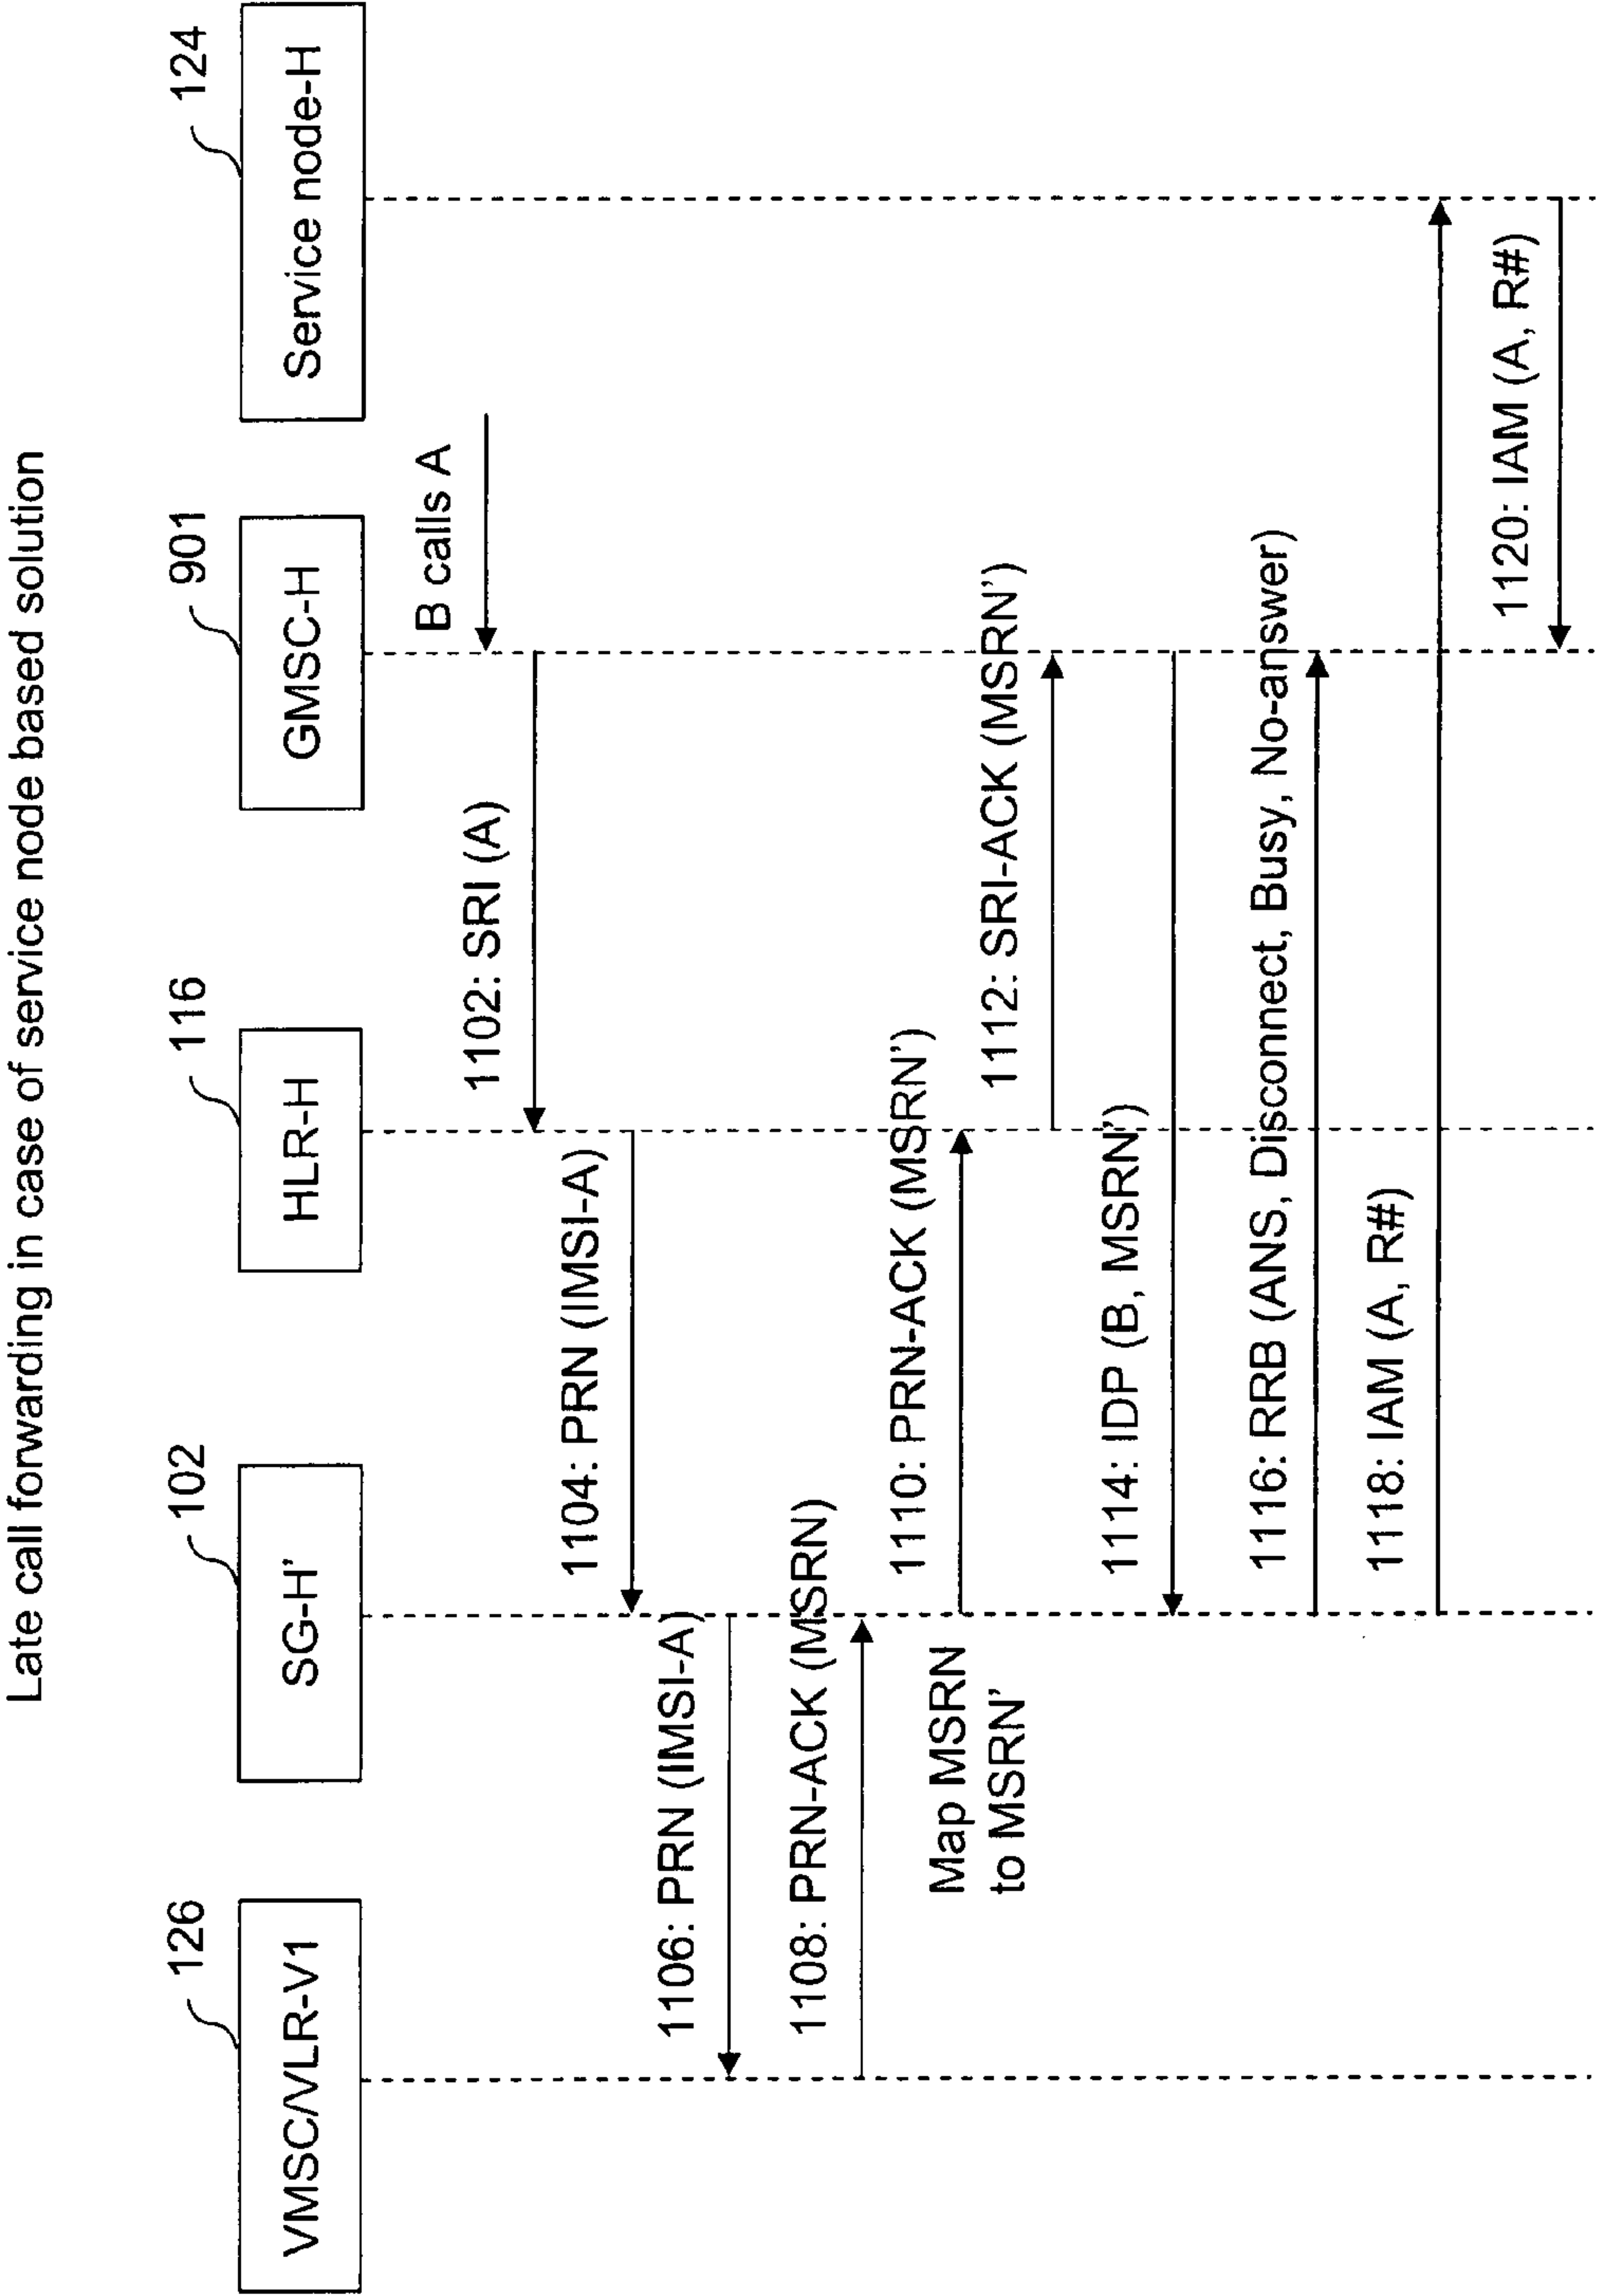 Late call forwarding in case of service node based solution
126
102
116
901
124
VMSC/VLR-V1
SG-H’
HLR-H
GMSC-H
Service node-H
B calls A
1102: SRI (A)
1104: PRN (IMSI-A)
1106: PRN (IMSI-A)
1108: PRN-ACK (MSRN)
Map MSRN
to MSRN’
1110: PRN-ACK (MSRN’)
1112: SRI-ACK (MSRN’)
1114: IDP (B, MSRN’)
1116: RRB (ANS, Disconnect, Busy, No-answer)
1118: IAM (A, R#)
1120: IAM (A, R#)